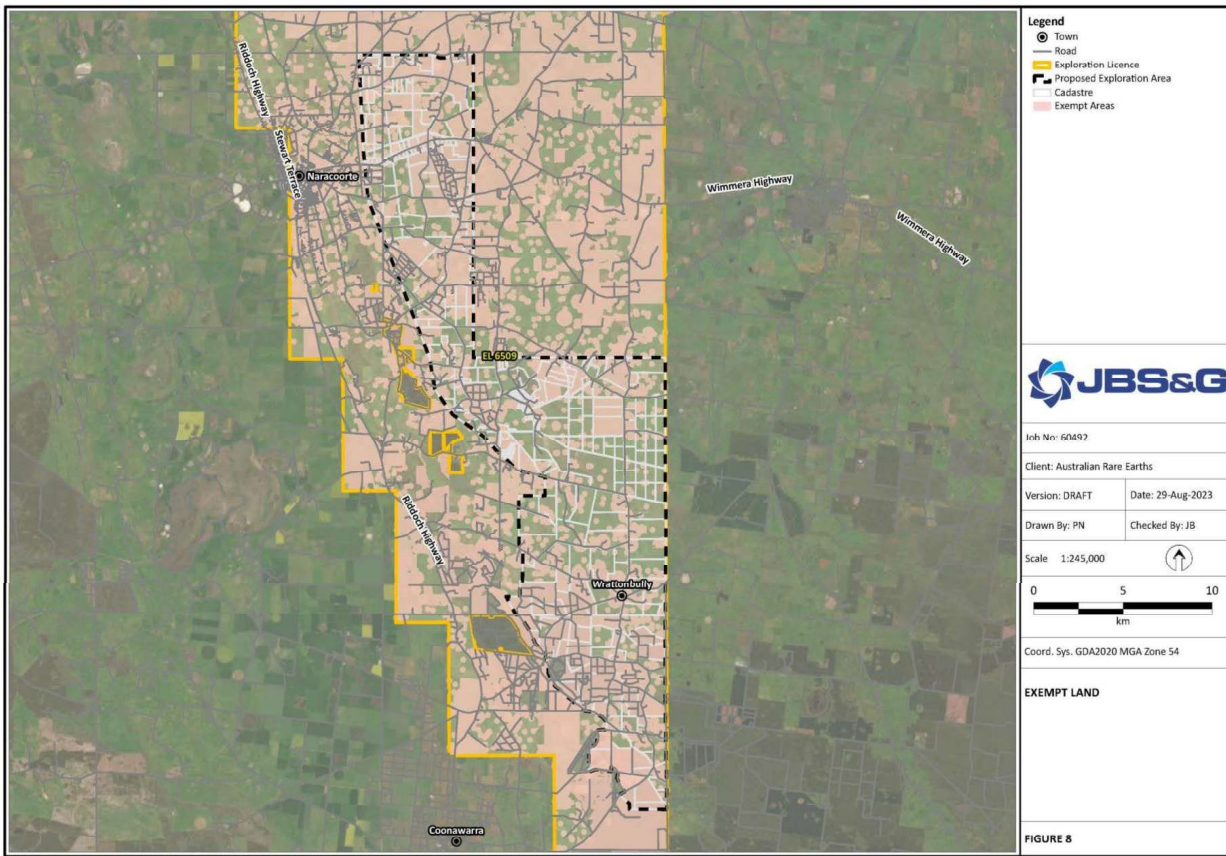 Riddoch Highway
Stewart Terrace
Naracoorte
Wimmera Highway
Wimmera Highway
EL 6509
Riddoch Highway
Wrattonbully
Coonawarra
Legend
Town
Road
Exploration Licence
Proposed Exploration Area
Cadastre
Exempt Areas
JBS&G
Job No: 60492
Client: Australian Rare Earths
Version: DRAFT
Date: 29-Aug-2023
Drawn By: PN
Checked By: JB
Scale 1:245,000
0 5 10
km
Coord. Sys. GDA2020 MGA Zone 54
EXEMPT LAND
FIGURE 8